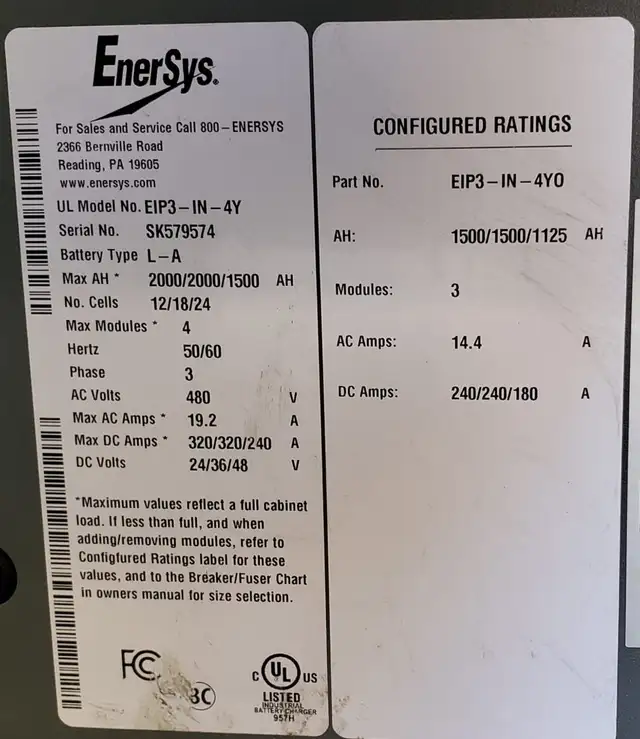 EnerSys.
For Sales and Service Call 800-ENERSYS
2366 Bernville Road
Reading, PA 19605
www.enersys.com
UL Model No. EIP3-IN-4Y
Serial No. SK579574
Battery Type L-A
Max AH * 2000/2000/1500 AH
No. Cells 12/18/24
Max Modules * 4
Hertz 50/60
Phase 3
AC Volts 480 V
Max AC Amps * 19.2 A
Max DC Amps * 320/320/240 A
DC Volts 24/36/48 V
*Maximum values reflect a full cabinet
load. If less than full, and when
adding/removing modules, refer to
Configfured Ratings label for these
values, and to the Breaker/Fuser Chart
in owners manual for size selection.
FC
C UL US
LISTED
INDUSTRIAL
BATTERY CHARGER
957H
CONFIGURED RATINGS
Part No. EIP3-IN-4Y0
AH: 1500/1500/1125 AH
Modules: 3
AC Amps: 14.4 A
DC Amps: 240/240/180 A